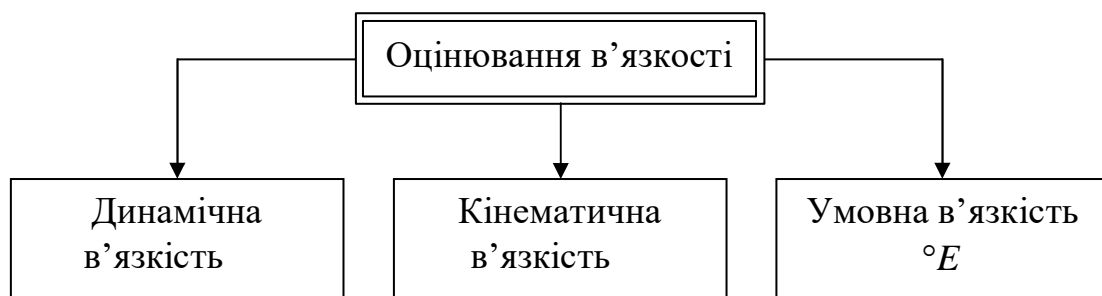 Оцінювання в’язкості
Динамічна
в’язкість
Кінематична
в’язкість
Умовна в’язкість
°E